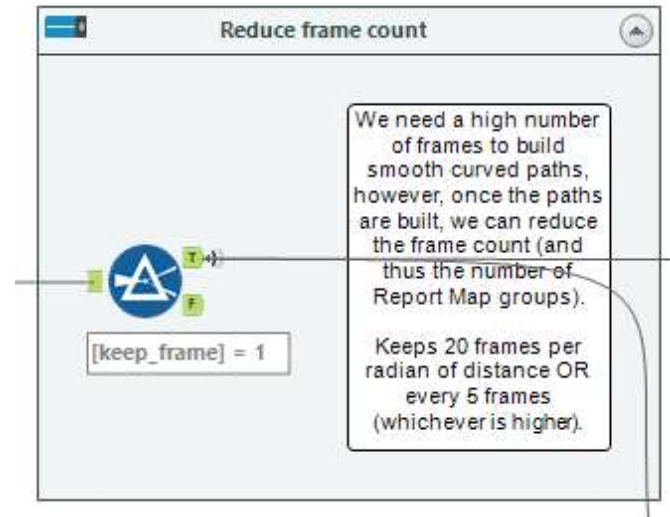 Reduce frame count
We need a high number
of frames to build
smooth curved paths,
however, once the paths
are built, we can reduce
the frame count (and
thus the number of
Report Map groups).
Keeps 20 frames per
radian of distance OR
every 5 frames
(whichever is higher).
T
F
[keep_frame] = 1